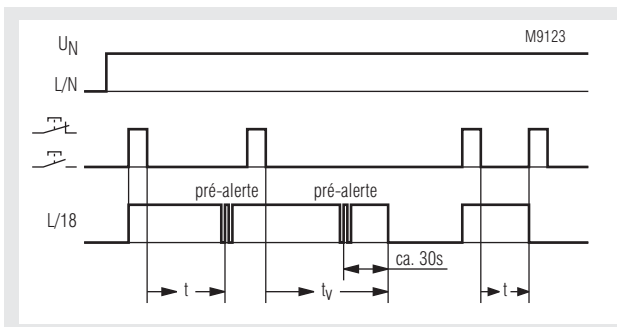 U_N
M9123
L/N
pré-alerte
pré-alerte
L/18
ca. 30s
t
t_v
t